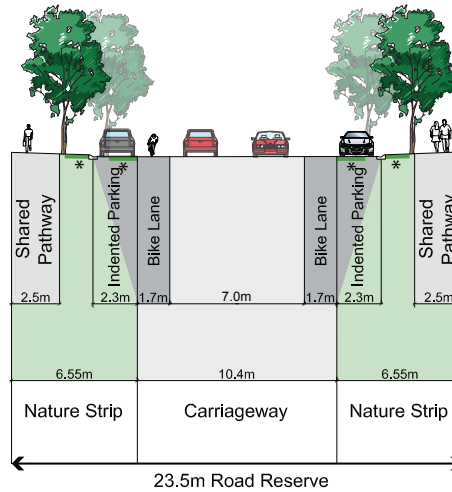 * * * *
Shared
Pathway
Indented Parking
Bike Lane
Bike Lane
Indented Parking
Shared
Pathway
2.5m 2.3m 1.7m 7.0m 1.7m 2.3m 2.5m
6.55m 10.4m 6.55m
Nature Strip Carriageway Nature Strip
23.5m Road Reserve